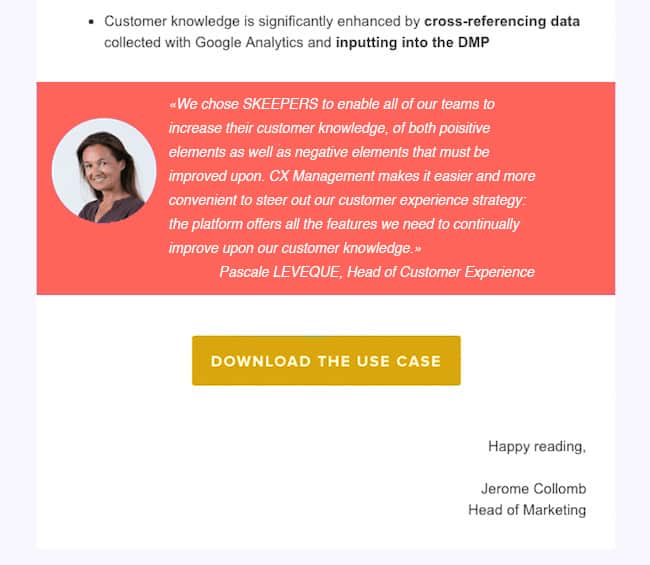 • Customer knowledge is significantly enhanced by cross-referencing data
collected with Google Analytics and inputting into the DMP
«We chose SKEEPERS to enable all of our teams to
increase their customer knowledge, of both poisitive
elements as well as negative elements that must be
improved upon. CX Management makes it easier and more
convenient to steer out our customer experience strategy:
the platform offers all the features we need to continually
improve upon our customer knowledge.»
Pascale LEVEQUE, Head of Customer Experience
DOWNLOAD THE USE CASE
Happy reading,
Jerome Collomb
Head of Marketing